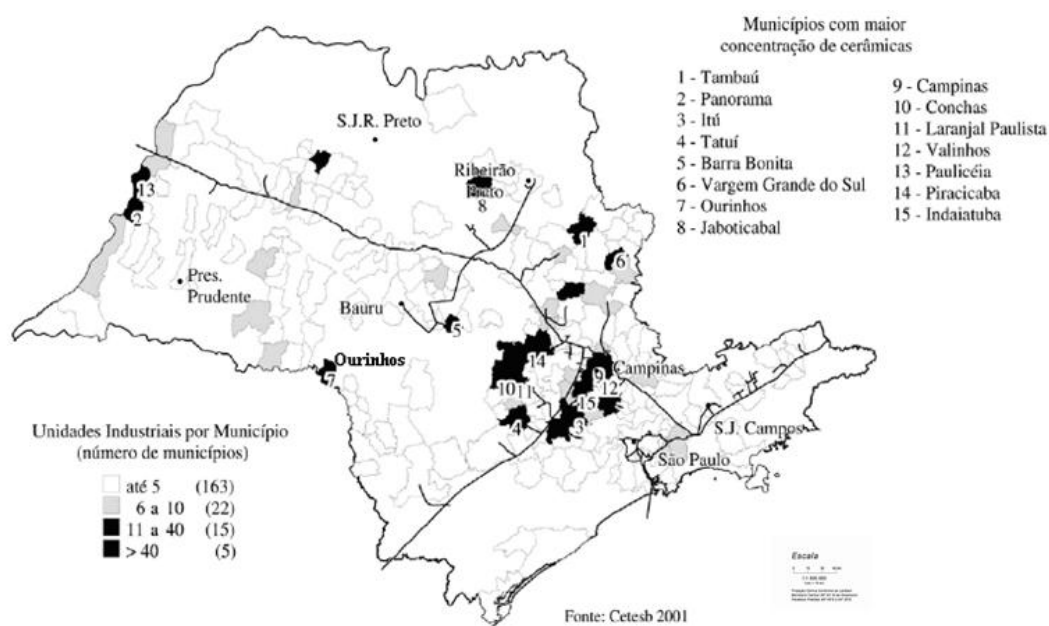 Municípios com maior
concentração de cerâmicas
1 - Tambaú
2 - Panorama
3 - Itú
4 - Tatuí
5 - Barra Bonita
6 - Vargem Grande do Sul
7 - Ourinhos
8 - Jaboticabal
9 - Campinas
10 - Conchas
11 - Laranjal Paulista
12 - Valinhos
13 - Paulicéia
14 - Piracicaba
15 - Indaiatuba
S.J.R. Preto
Ribeirão
Preto
8
13
2
1
6
Pres.
Prudente
Bauru
5
Ourinhos
7
14
Campinas
9
10
11
12
15
4
3
S.J. Campos
São Paulo
Unidades Industriais por Município
(número de municípios)
até 5 (163)
6 a 10 (22)
11 a 40 (15)
> 40 (5)
Escala
Fonte: Cetesb 2001